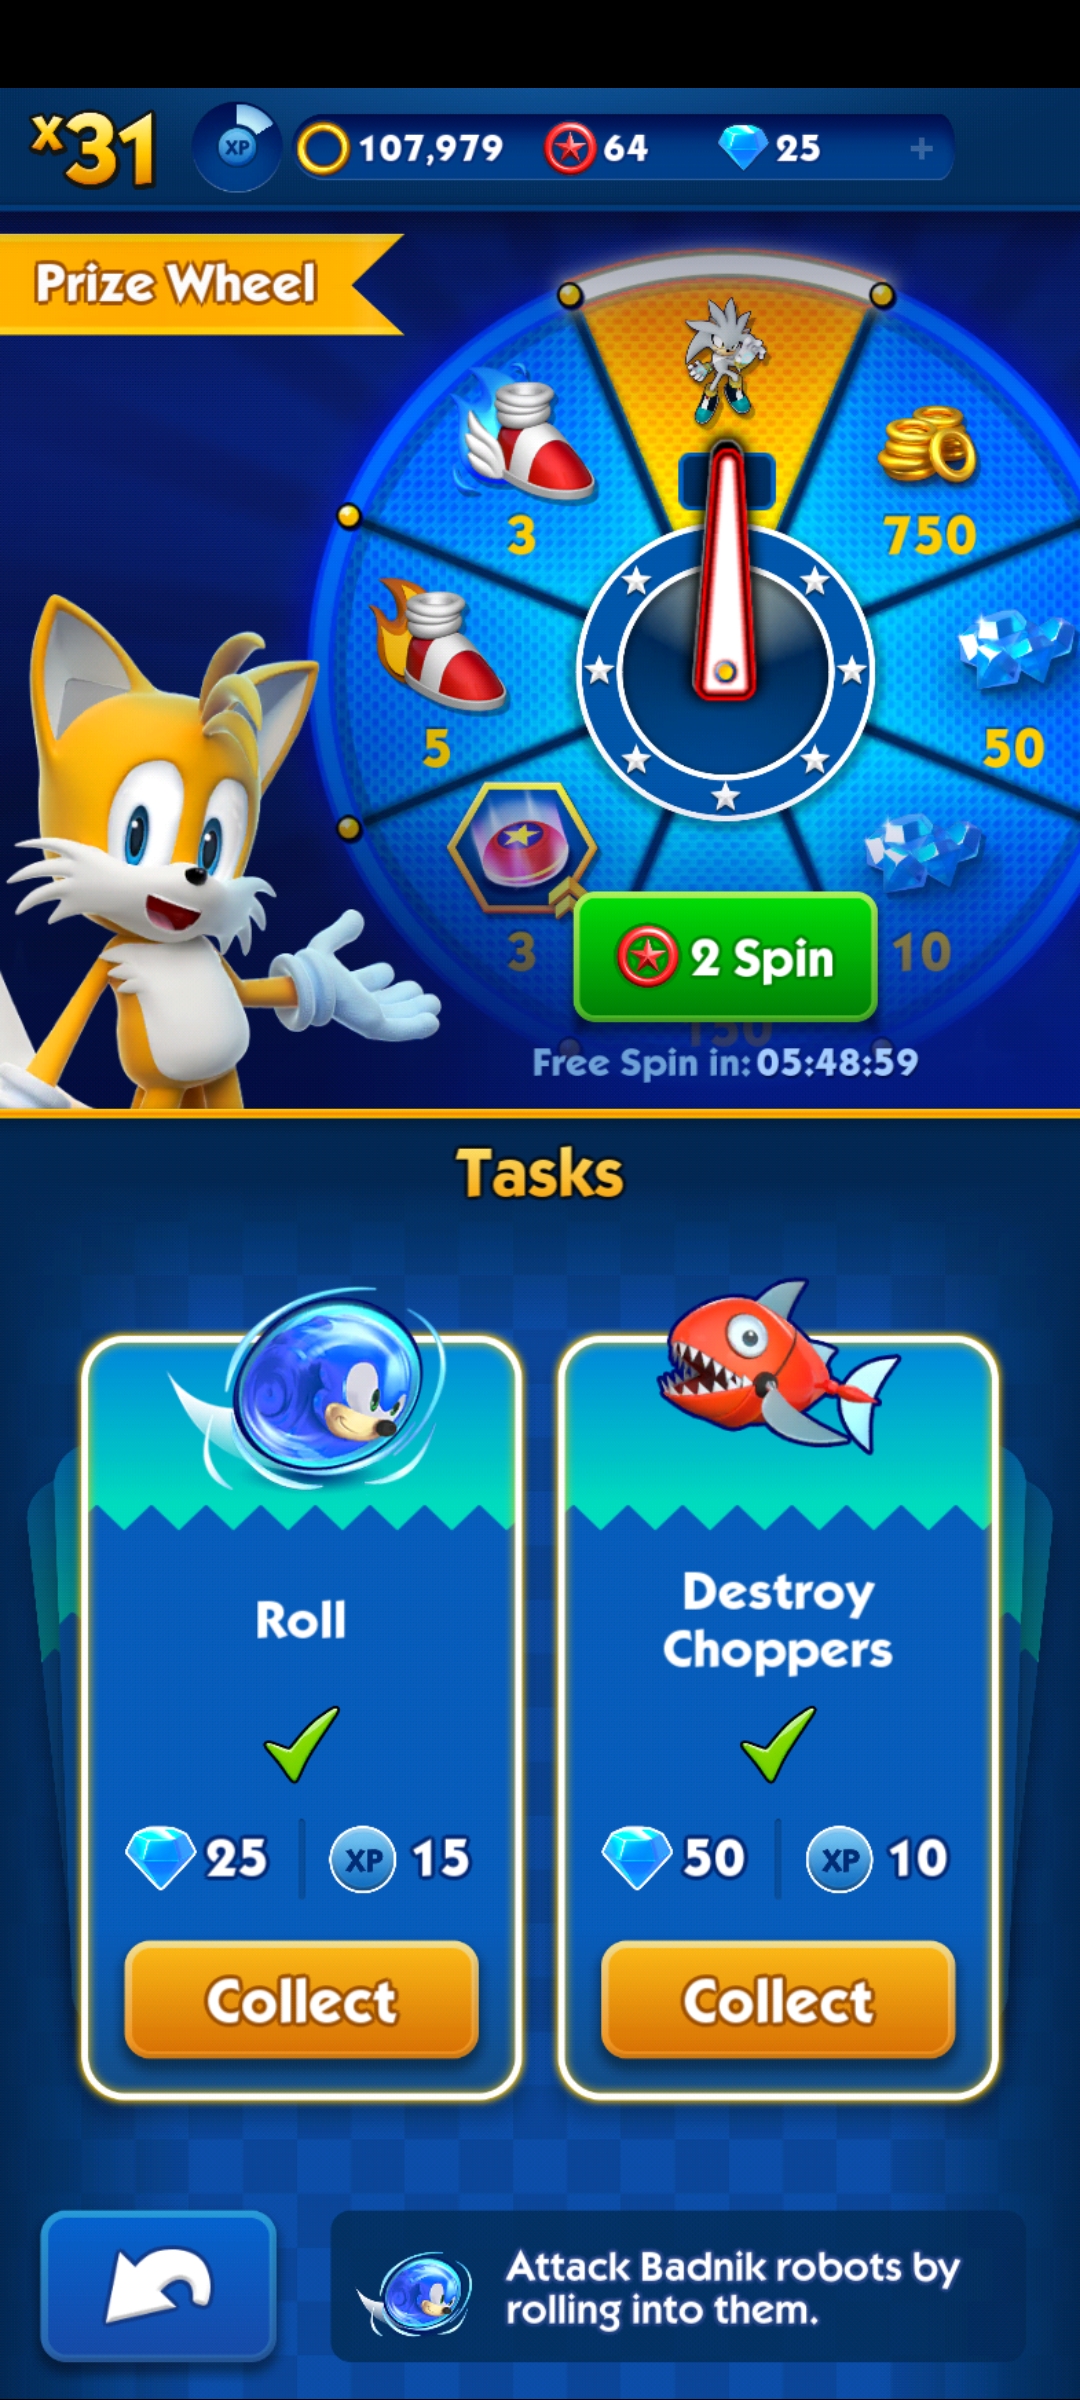 x31
XP
107,979
64
25
+
Prize Wheel
3
750
5
50
3
2 Spin
10
150
Free Spin in: 05:48:59
Tasks
Roll
Destroy
Choppers
25
XP
15
50
XP
10
Collect
Collect
Attack Badnik robots by
rolling into them.